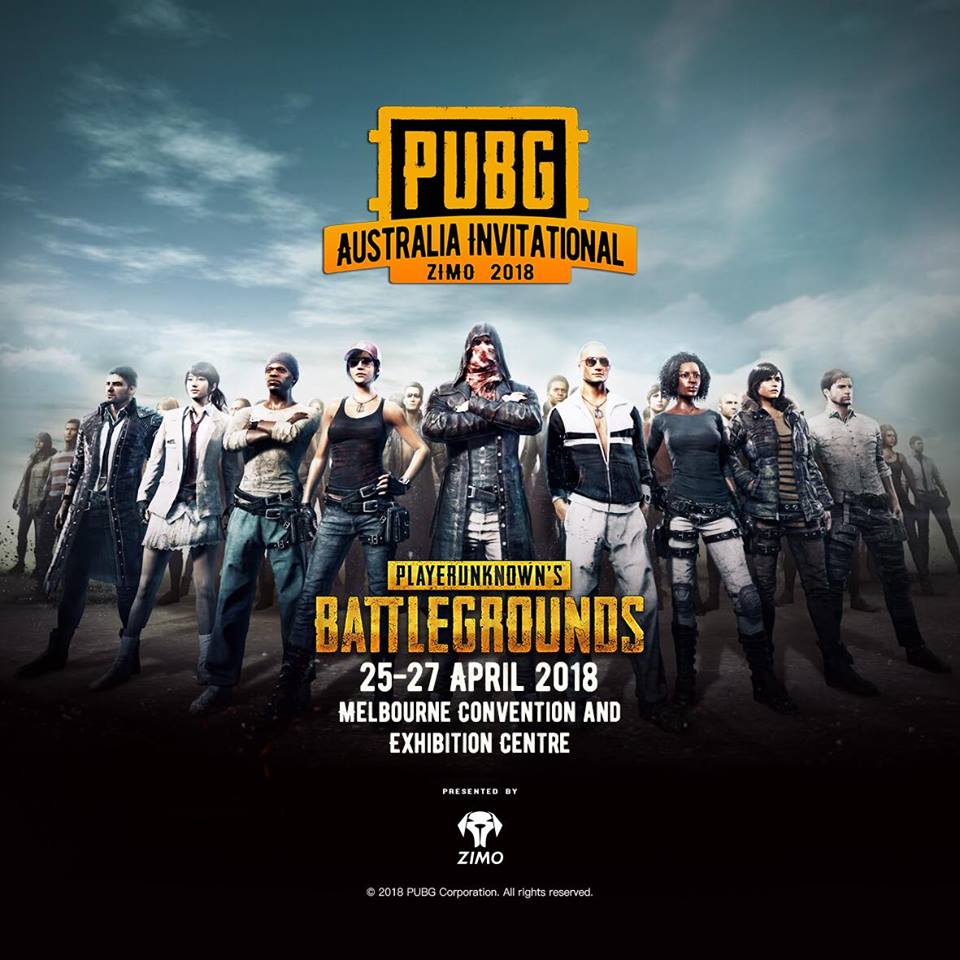 PUBG
AUSTRALIA INVITATIONAL
ZIMO 2018
PLAYERUNKNOWN'S
BATTLEGROUNDS
25-27 APRIL 2018
MELBOURNE CONVENTION AND
EXHIBITION CENTRE
PRESENTED BY
ZIMO
© 2018 PUBG Corporation. All rights reserved.